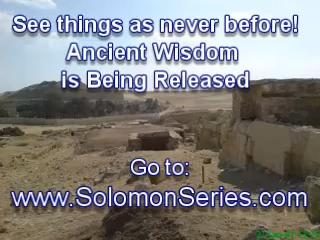 See things as never before!
Ancient Wisdom
is Being Released
Go to:
www.SolomonSeries.com